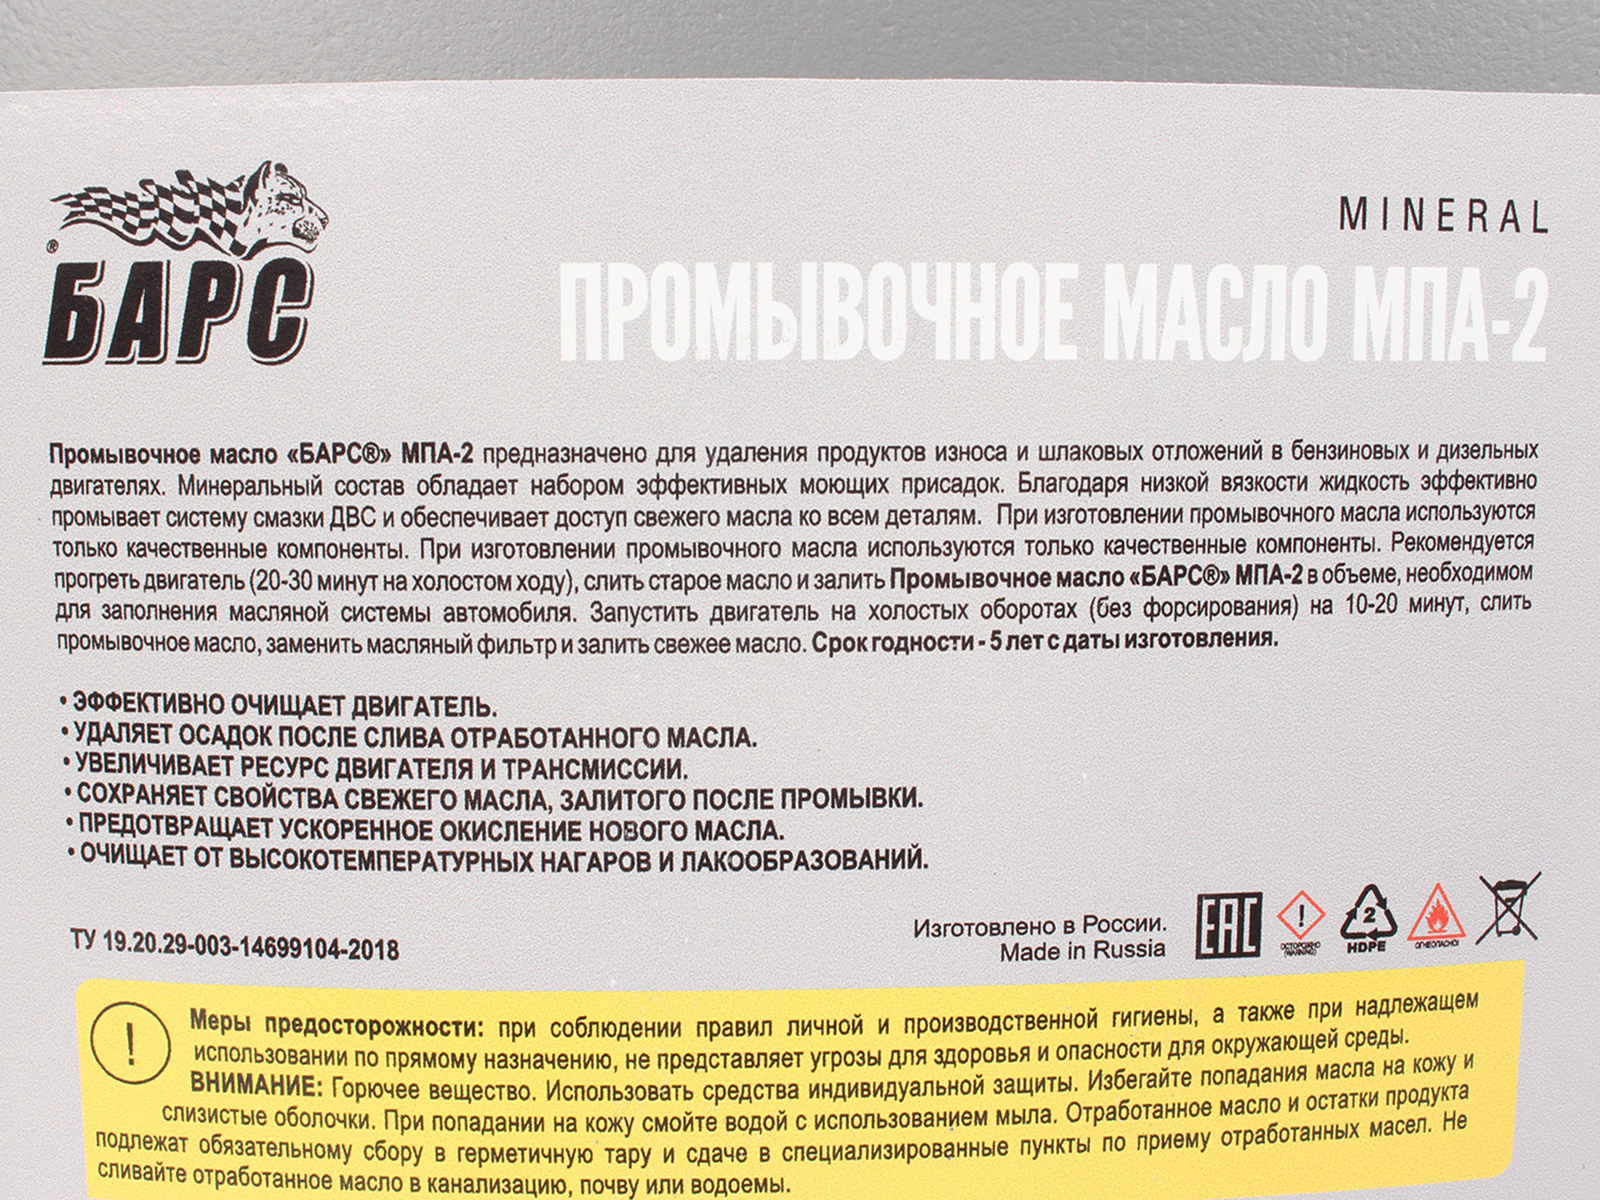 MINERAL
®
БАРС
ПРОМЫВОЧНОЕ МАСЛО МПА-2
Промывочное масло «БАРС®» МПА-2 предназначено для удаления продуктов износа и шлаковых отложений в бензиновых и дизельных
двигателях. Минеральный состав обладает набором эффективных моющих присадок. Благодаря низкой вязкости жидкость эффективно
промывает систему смазки ДВС и обеспечивает доступ свежего масла ко всем деталям. При изготовлении промывочного масла используются
только качественные компоненты. При изготовлении промывочного масла используются только качественные компоненты. Рекомендуется
прогреть двигатель (20-30 минут на холостом ходу), слить старое масло и залить Промывочное масло «БАРС®» МПА-2 в объеме, необходимом
для заполнения масляной системы автомобиля. Запустить двигатель на холостых оборотах (без форсирования) на 10-20 минут, слить
промывочное масло, заменить масляный фильтр и залить свежее масло. Срок годности - 5 лет с даты изготовления.
• ЭФФЕКТИВНО ОЧИЩАЕТ ДВИГАТЕЛЬ.
• УДАЛЯЕТ ОСАДОК ПОСЛЕ СЛИВА ОТРАБОТАННОГО МАСЛА.
• УВЕЛИЧИВАЕТ РЕСУРС ДВИГАТЕЛЯ И ТРАНСМИССИИ.
• СОХРАНЯЕТ СВОЙСТВА СВЕЖЕГО МАСЛА, ЗАЛИТОГО ПОСЛЕ ПРОМЫВКИ.
• ПРЕДОТВРАЩАЕТ УСКОРЕННОЕ ОКИСЛЕНИЕ НОВОГО МАСЛА.
• ОЧИЩАЕТ ОТ ВЫСОКОТЕМПЕРАТУРНЫХ НАГАРОВ И ЛАКООБРАЗОВАНИЙ.
ТУ 19.20.29-003-14699104-2018
Изготовлено в России.
Made in Russia
EAC
!
ОСТОРОЖНО
(WARNING)
2
HDPE
ОГНЕОПАСНО!
!
Меры предосторожности: при соблюдении правил личной и производственной гигиены, а также при надлежащем
использовании по прямому назначению, не представляет угрозы для здоровья и опасности для окружающей среды.
ВНИМАНИЕ: Горючее вещество. Использовать средства индивидуальной защиты. Избегайте попадания масла на кожу и
слизистые оболочки. При попадании на кожу смойте водой с использованием мыла. Отработанное масло и остатки продукта
подлежат обязательному сбору в герметичную тару и сдаче в специализированные пункты по приему отработанных масел. Не
сливайте отработанное масло в канализацию, почву или водоемы.